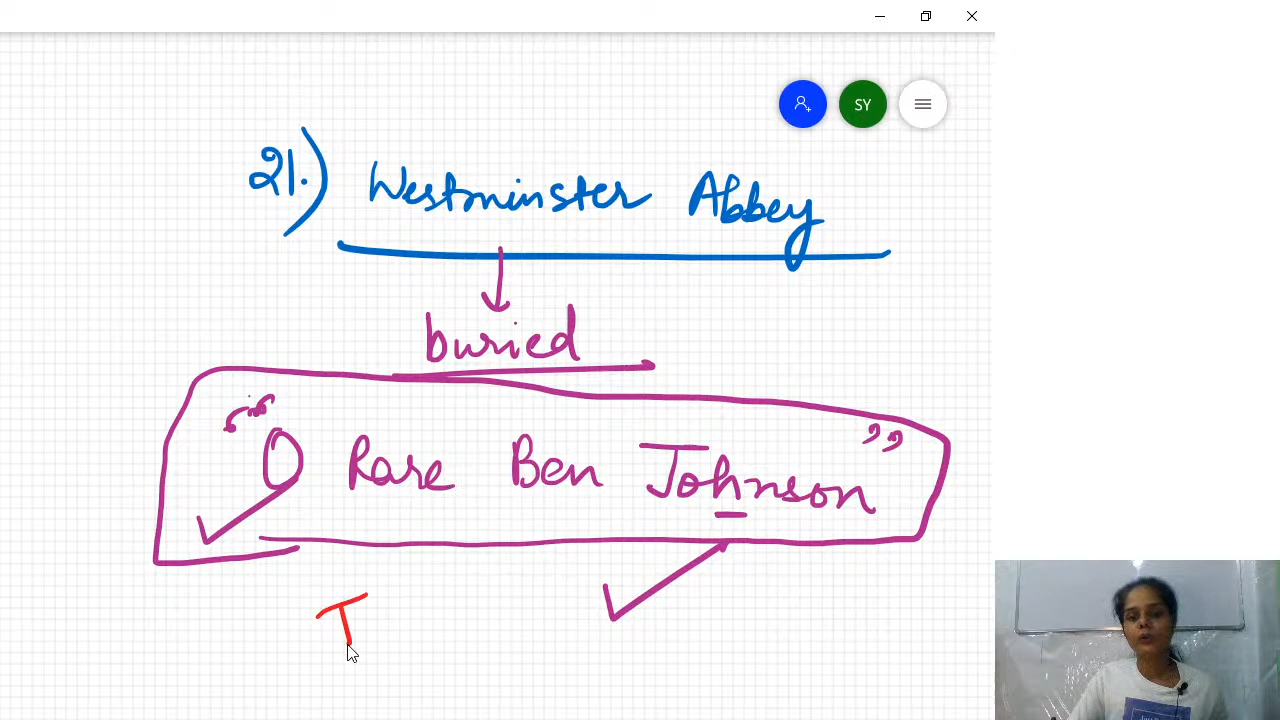 SY
21.) Westminster Abbey
buried
"O Rare Ben Johnson"
T